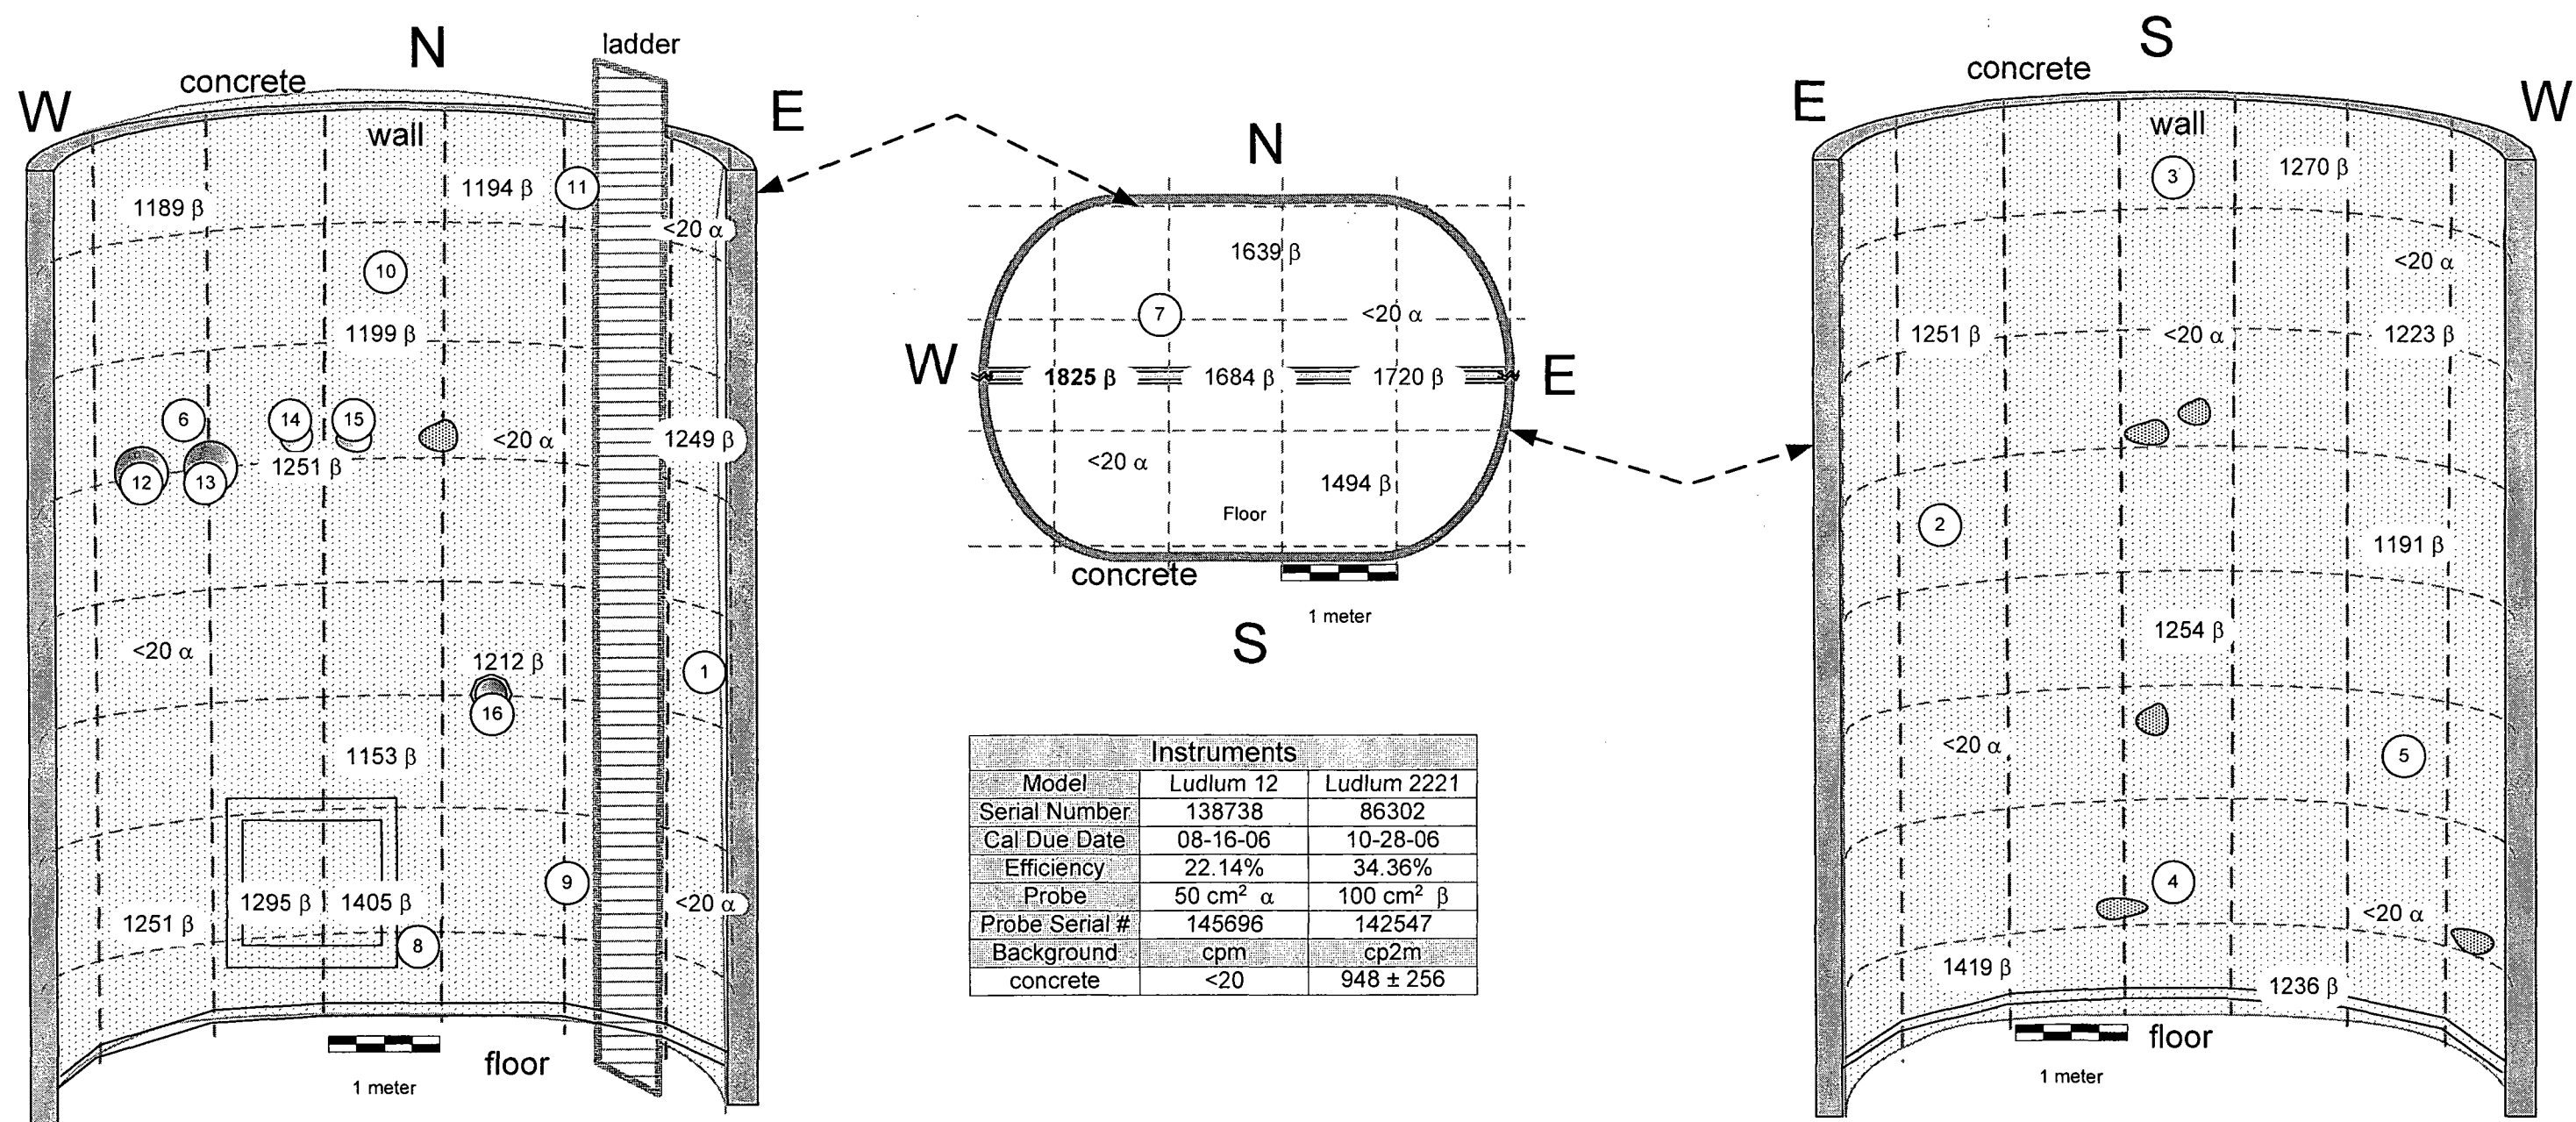 N
ladder
concrete
W
E
wall
11
1194 β
1189 β
<20 α
10
1199 β
6
14
15
<20 α
1249 β
1251 β
12
13
<20 α
1212 β
1
16
1153 β
9
1295 β
1405 β
<20 α
1251 β
8
floor
1 meter
N
1639 β
7
<20 α
W
1825 β
1684 β
1720 β
E
<20 α
1494 β
Floor
concrete
1 meter
S
Instruments
Model Ludlum 12 Ludlum 2221
Serial Number 138738 86302
Cal Due Date 08-16-06 10-28-06
Efficiency 22.14% 34.36%
Probe 50 cm² α 100 cm² β
Probe Serial # 145696 142547
Background cpm cp2m
concrete <20 948 ± 256
S
concrete
E
W
wall
3
1270 β
<20 α
1251 β
<20 α
1223 β
2
1191 β
1254 β
<20 α
5
4
<20 α
1419 β
1236 β
floor
1 meter